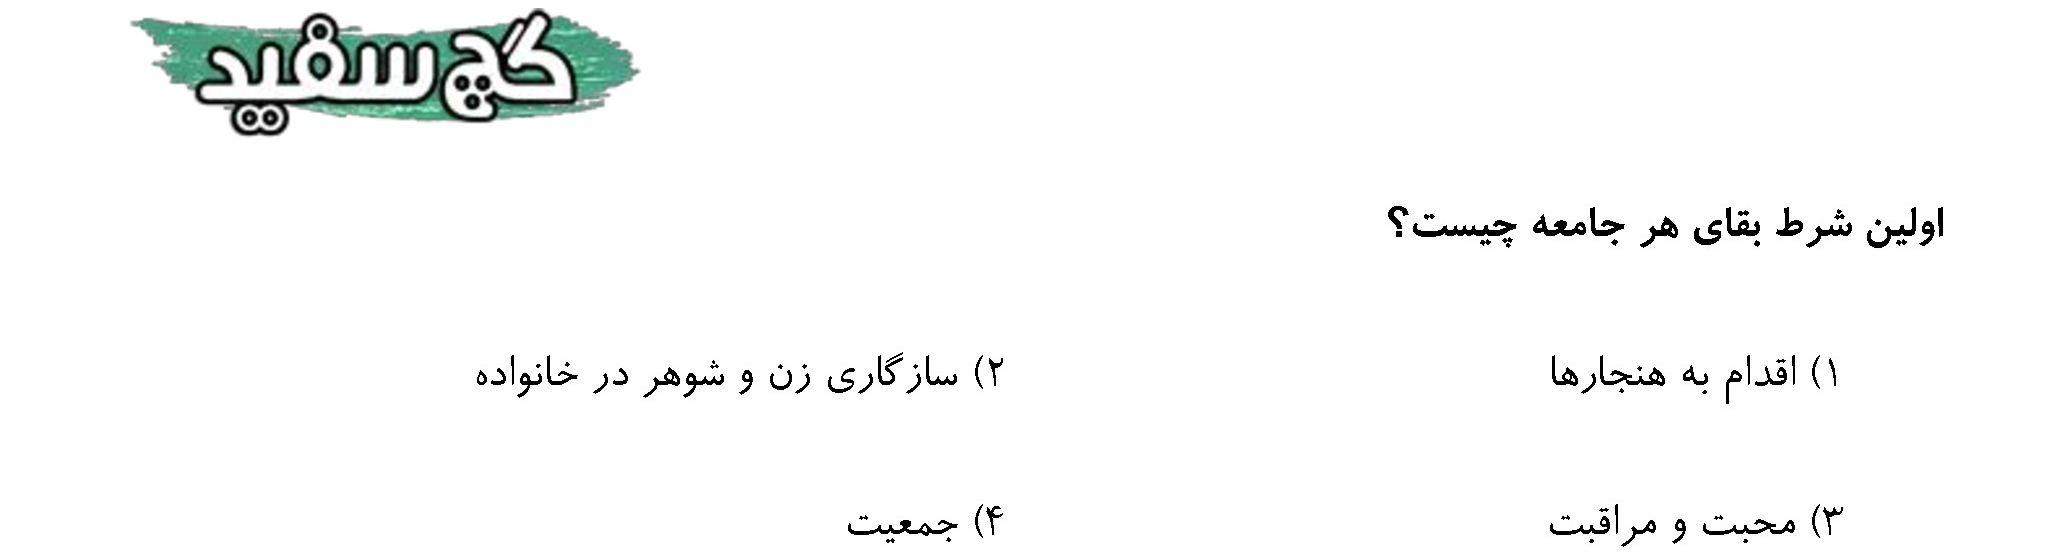 گچ سفید
اولین شرط بقای هر جامعه چیست؟
۱) اقدام به هنجارها
۲) سازگاری زن و شوهر در خانواده
۳) محبت و مراقبت
۴) جمعیت